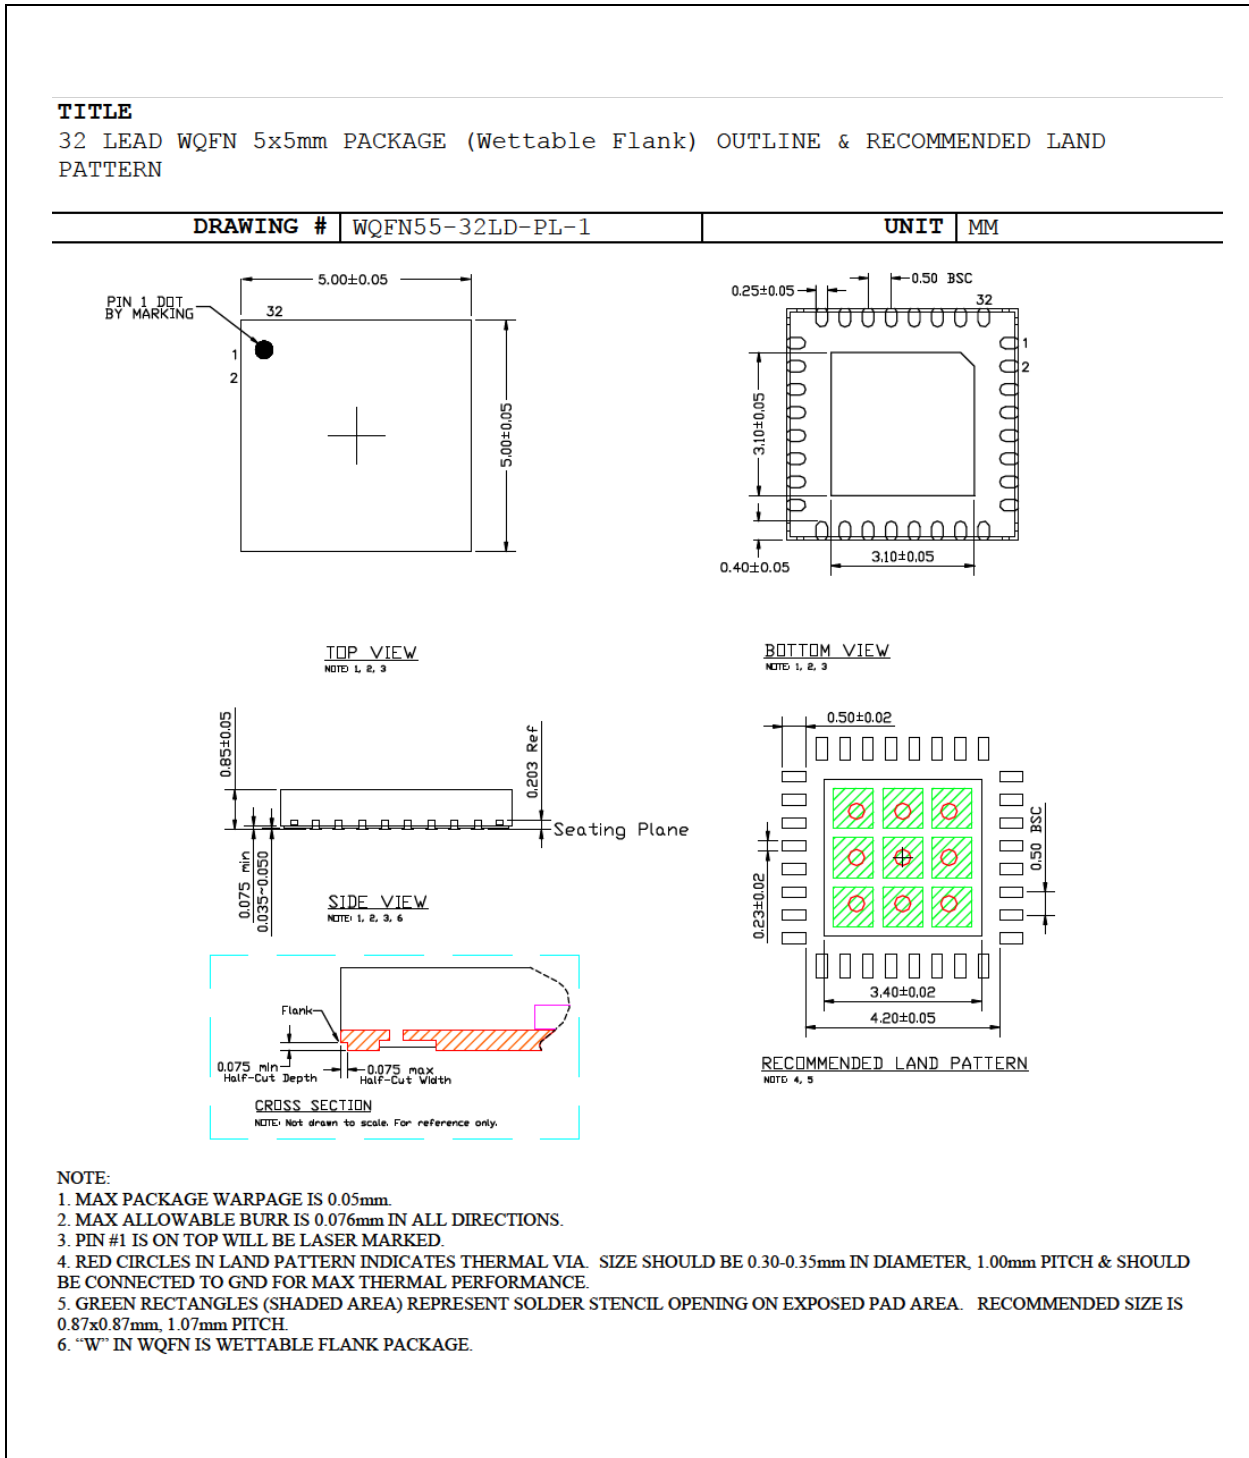 TITLE
32 LEAD WQFN 5x5mm PACKAGE (Wettable Flank) OUTLINE & RECOMMENDED LAND
PATTERN
DRAWING # WQFN55-32LD-PL-1 UNIT MM
5.00±0.05
PIN 1 DOT
BY MARKING
32
1
2
5.00±0.05
TOP VIEW
NOTE: 1, 2, 3
0.50 BSC
0.25±0.05
32
1
2
3.10±0.05
0.40±0.05
3.10±0.05
BOTTOM VIEW
NOTE: 1, 2, 3
0.85±0.05
0.203 Ref
Seating Plane
0.075 min
0.035~0.050
SIDE VIEW
NOTE: 1, 2, 3, 6
0.50±0.02
0.50 BSC
0.23±0.02
3.40±0.02
4.20±0.05
RECOMMENDED LAND PATTERN
NOTE: 4, 5
Flank
0.075 min
Half-Cut Depth
0.075 max
Half-Cut Width
CROSS SECTION
NOTE: Not drawn to scale. For reference only.
NOTE:
1. MAX PACKAGE WARPAGE IS 0.05mm.
2. MAX ALLOWABLE BURR IS 0.076mm IN ALL DIRECTIONS.
3. PIN #1 IS ON TOP WILL BE LASER MARKED.
4. RED CIRCLES IN LAND PATTERN INDICATES THERMAL VIA. SIZE SHOULD BE 0.30-0.35mm IN DIAMETER, 1.00mm PITCH & SHOULD
BE CONNECTED TO GND FOR MAX THERMAL PERFORMANCE.
5. GREEN RECTANGLES (SHADED AREA) REPRESENT SOLDER STENCIL OPENING ON EXPOSED PAD AREA. RECOMMENDED SIZE IS
0.87x0.87mm, 1.07mm PITCH.
6. “W” IN WQFN IS WETTABLE FLANK PACKAGE.